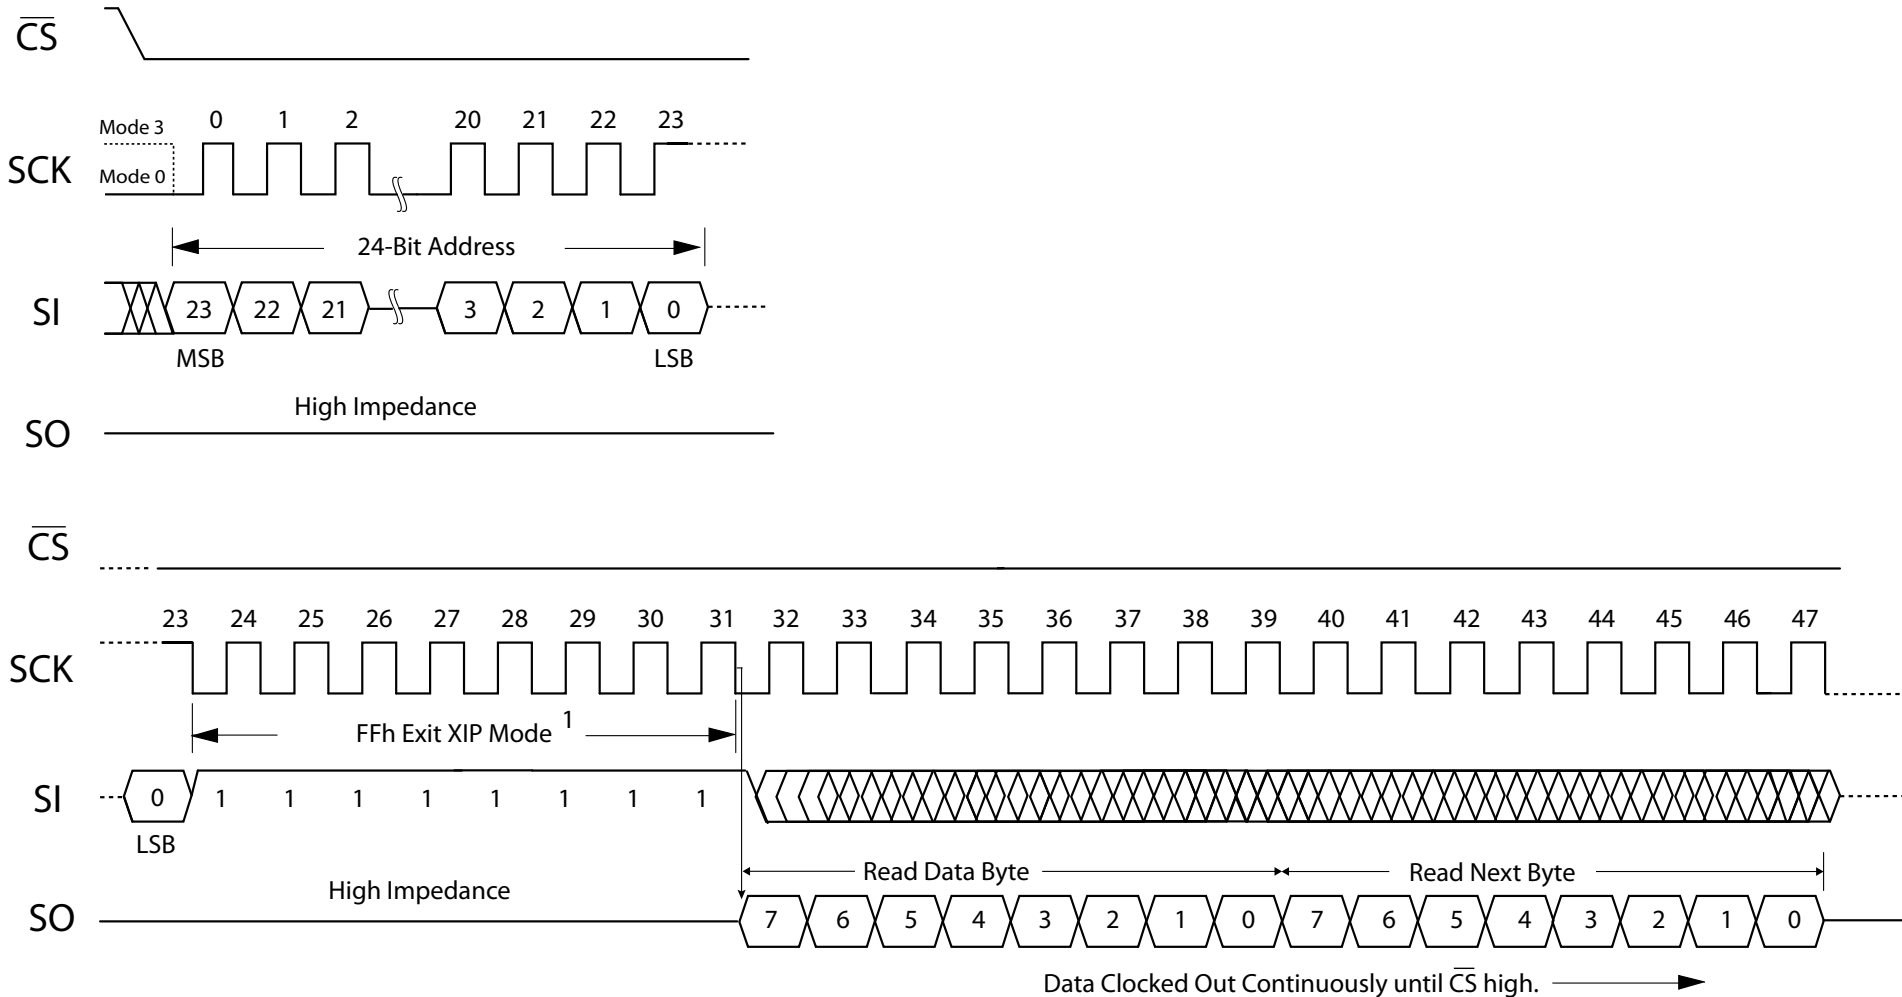 CS
Mode 3
Mode 0
SCK
0 1 2 20 21 22 23
24-Bit Address
SI
23 22 21 3 2 1 0
MSB LSB
High Impedance
SO
CS
23 24 25 26 27 28 29 30 31 32 33 34 35 36 37 38 39 40 41 42 43 44 45 46 47
SCK
FFh Exit XIP Mode 1
SI
0 1 1 1 1 1 1 1 1
LSB
Read Data Byte Read Next Byte
High Impedance
SO
7 6 5 4 3 2 1 0 7 6 5 4 3 2 1 0
Data Clocked Out Continuously until CS high.